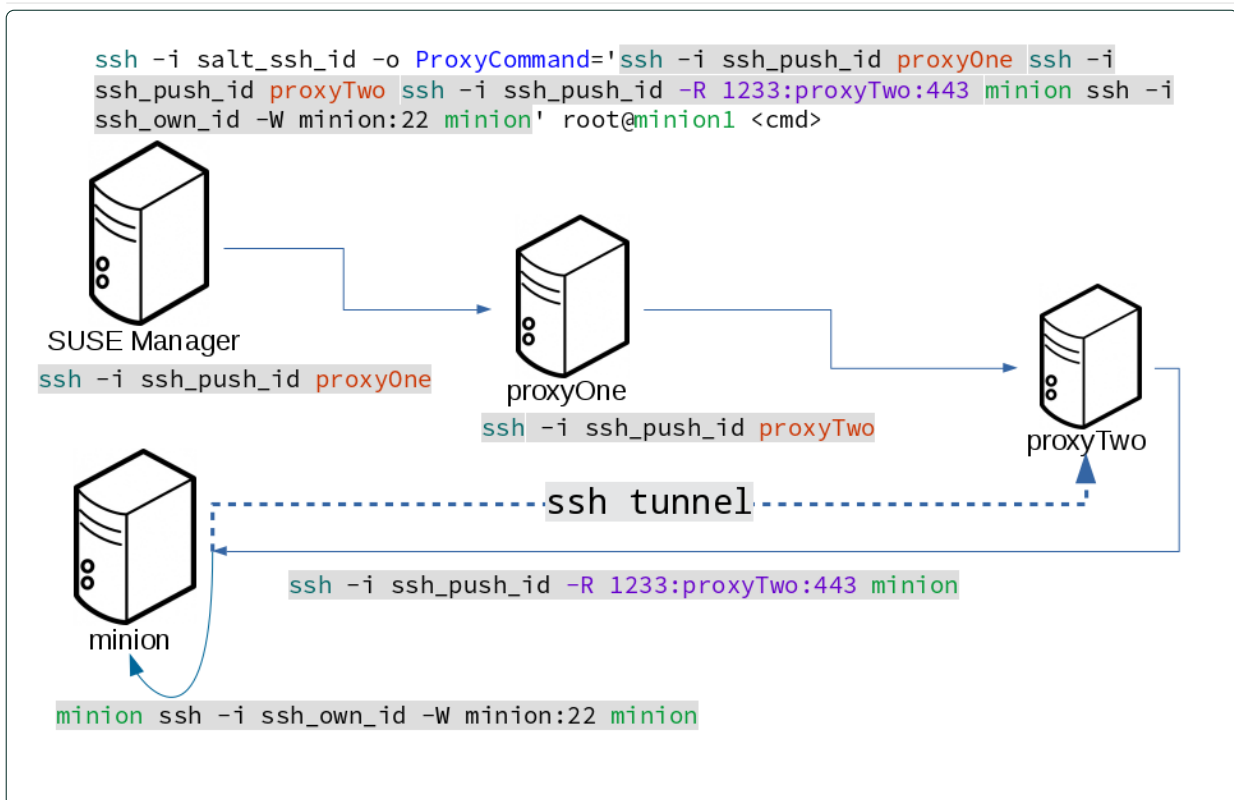 ssh -i salt_ssh_id -o ProxyCommand='ssh -i ssh_push_id proxyOne ssh -i
ssh_push_id proxyTwo ssh -i ssh_push_id -R 1233:proxyTwo:443 minion ssh -i
ssh_own_id -W minion:22 minion' root@minion1 <cmd>
SUSE Manager
ssh -i ssh_push_id proxyOne
proxyOne
ssh -i ssh_push_id proxyTwo
proxyTwo
ssh tunnel
ssh -i ssh_push_id -R 1233:proxyTwo:443 minion
minion
minion ssh -i ssh_own_id -W minion:22 minion